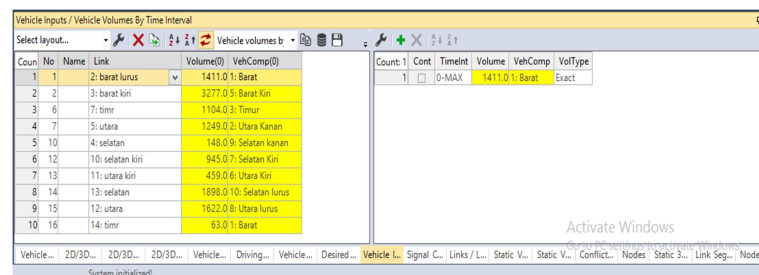 Vehicle Inputs / Vehicle Volumes By Time Interval
Select layout... Vehicle volumes b
Coun No Name Link Volume(0) VehComp(0)
1 1 2: barat lurus 1411.0 1: Barat
2 2 3: barat kiri 3277.0 5: Barat Kiri
3 6 7: timr 1104.0 3: Timur
4 7 5: utara 1249.0 2: Utara Kanan
5 10 4: selatan 148.0 9: Selatan kanan
6 12 10: selatan kiri 945.0 7: Selatan Kiri
7 13 11: utara kiri 459.0 6: Utara Kiri
8 14 13: selatan 1898.0 10: Selatan lurus
9 15 12: utara 1622.0 8: Utara lurus
10 16 14: timr 63.0 1: Barat
Count: 1 Cont TimeInt Volume VehComp VolType
1 0-MAX 1411.0 1: Barat Exact
Activate Windows
Go to PC settings to activate Windows.
Vehicle... 2D/3D... 2D/3D... 2D/3D... Vehicle... Driving... Vehicle... Desired... Vehicle I... Signal C... Links / L... Static V... Static V... Conflict... Nodes Static 3... Link Seg... Node
System initialized!